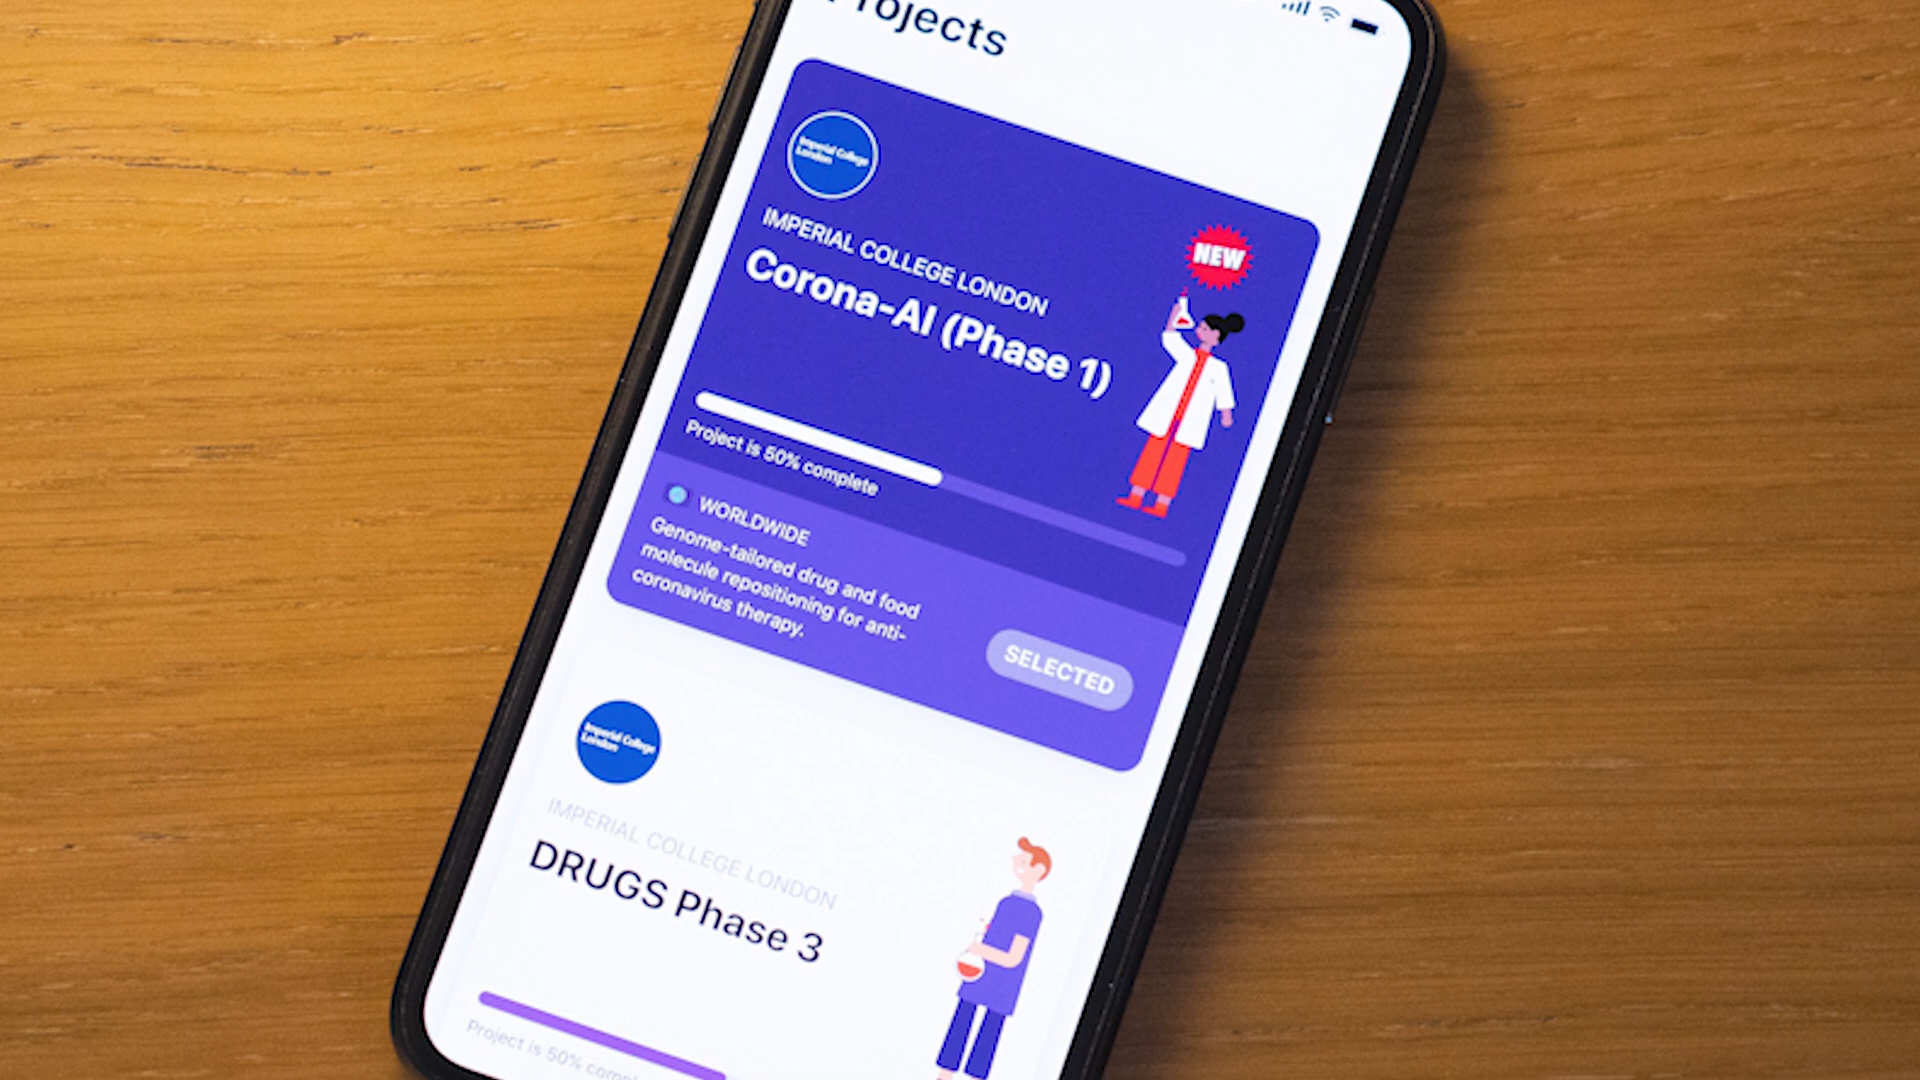 Projects
Imperial College
London
IMPERIAL COLLEGE LONDON
Corona-AI (Phase 1)
NEW
Project is 50% complete
WORLDWIDE
Genome-tailored drug and food
molecule repositioning for anti-
coronavirus therapy.
SELECTED
Imperial College
London
IMPERIAL COLLEGE LONDON
DRUGS Phase 3
Project is 50% compl